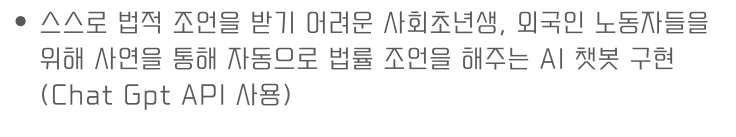 • 스스로 법적 조언을 받기 어려운 사회초년생, 외국인 노동자들을
위해 사연을 통해 자동으로 법률 조언을 해주는 AI 챗봇 구현
(Chat Gpt API 사용)